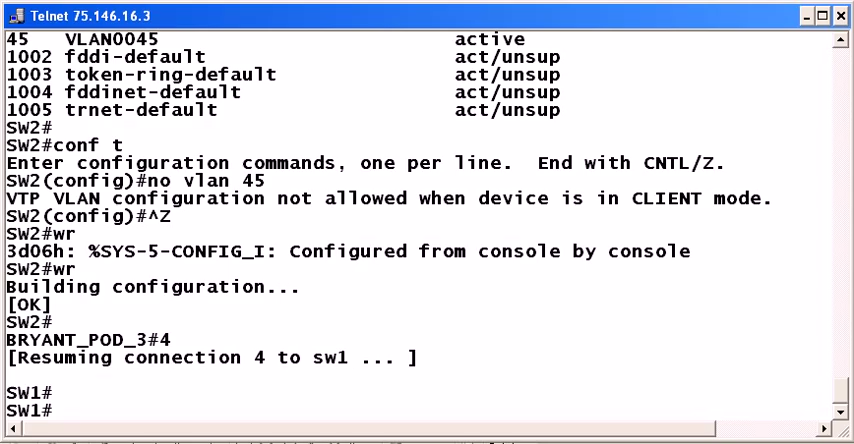 Telnet 75.146.16.3
45   VLAN0045                         active
1002 fddi-default                     act/unsup
1003 token-ring-default               act/unsup
1004 fddinet-default                  act/unsup
1005 trnet-default                    act/unsup
SW2#
SW2#conf t
Enter configuration commands, one per line.  End with CNTL/Z.
SW2(config)#no vlan 45
VTP VLAN configuration not allowed when device is in CLIENT mode.
SW2(config)#^Z
SW2#wr
3d06h: %SYS-5-CONFIG_I: Configured from console by console
SW2#wr
Building configuration...
[OK]
SW2#
BRYANT_POD_3#4
[Resuming connection 4 to sw1 ... ]
SW1#
SW1#